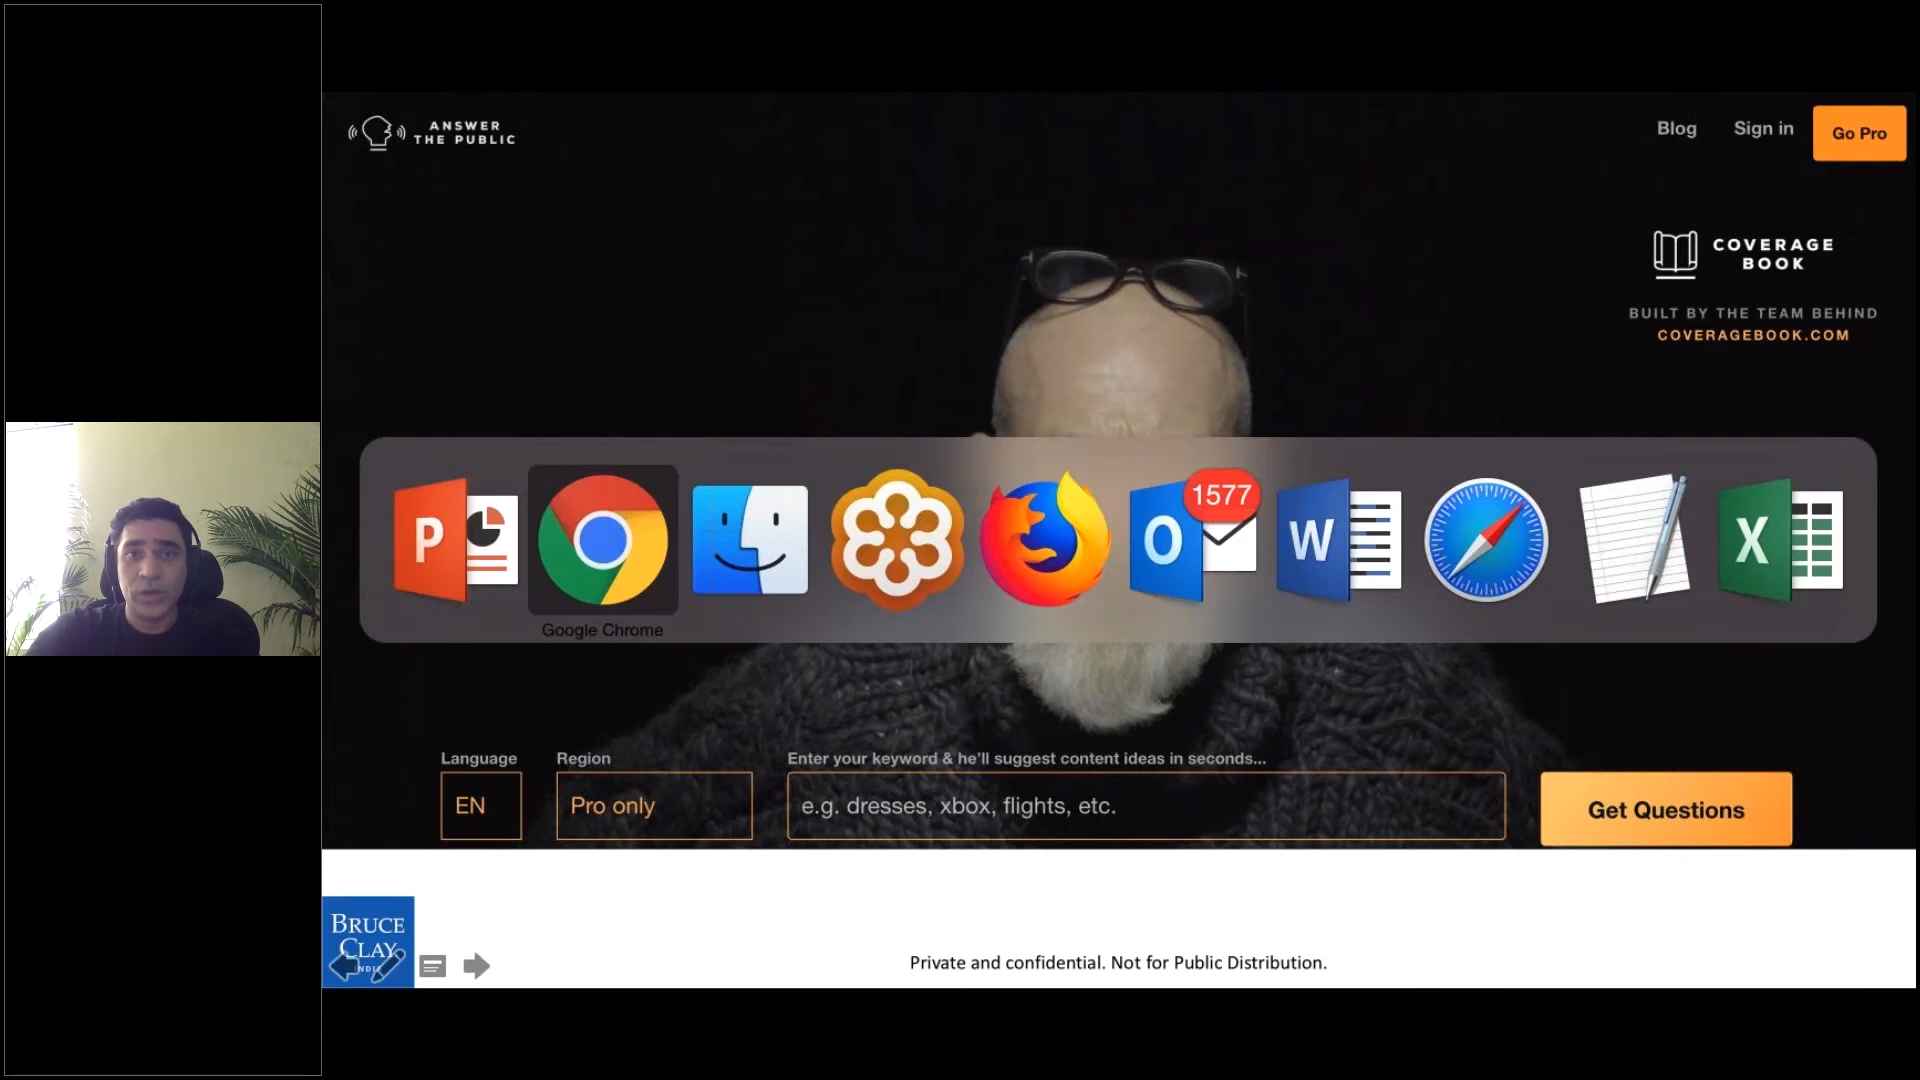 ANSWER
THE PUBLIC
Blog
Sign in
Go Pro
COVERAGE
BOOK
BUILT BY THE TEAM BEHIND
COVERAGEBOOK.COM
P
O
1577
W
X
Google Chrome
Language
Region
Enter your keyword & he'll suggest content ideas in seconds...
EN
Pro only
e.g. dresses, xbox, flights, etc.
Get Questions
BRUCE
CLAY
Private and confidential. Not for Public Distribution.